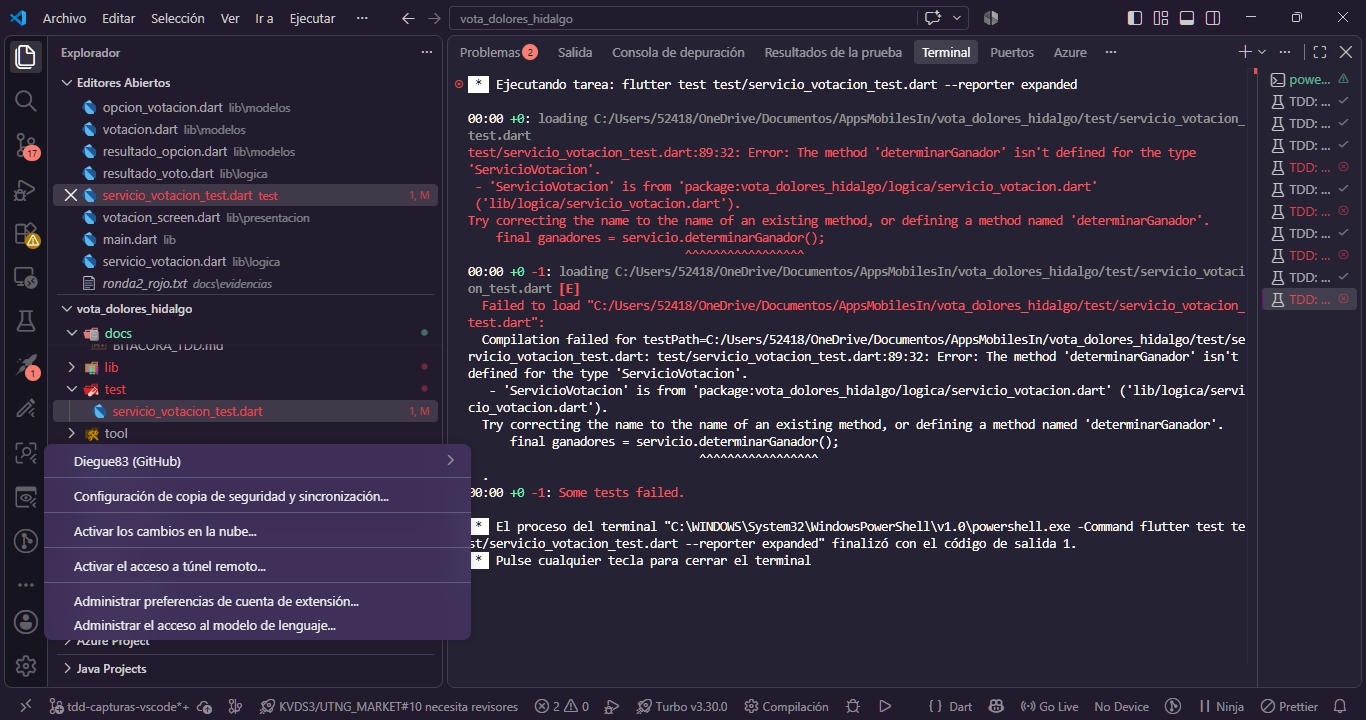 Archivo Editar Selección Ver Ir a Ejecutar ···
vota_dolores_hidalgo
Explorador
Editores Abiertos
opcion_votacion.dart lib\modelos
votacion.dart lib\modelos
resultado_opcion.dart lib\modelos
resultado_voto.dart lib\logica
servicio_votacion_test.dart test 1, M
votacion_screen.dart lib\presentacion
main.dart lib
servicio_votacion.dart lib\logica
ronda2_rojo.txt docs\evidencias
vota_dolores_hidalgo
docs
BITACORA_TDD.md
lib
test
servicio_votacion_test.dart 1, M
tool
17
1
Diegue83 (GitHub)
Configuración de copia de seguridad y sincronización...
Activar los cambios en la nube...
Activar el acceso a túnel remoto...
Administrar preferencias de cuenta de extensión...
Administrar el acceso al modelo de lenguaje...
Azure Project
Java Projects
Problemas 2 Salida Consola de depuración Resultados de la prueba Terminal Puertos Azure ···
* Ejecutando tarea: flutter test test/servicio_votacion_test.dart --reporter expanded
00:00 +0: loading C:/Users/52418/OneDrive/Documentos/AppsMobilesIn/vota_dolores_hidalgo/test/servicio_votacion_
test.dart
test/servicio_votacion_test.dart:89:32: Error: The method 'determinarGanador' isn't defined for the type
'ServicioVotacion'.
- 'ServicioVotacion' is from 'package:vota_dolores_hidalgo/logica/servicio_votacion.dart'
('lib/logica/servicio_votacion.dart').
Try correcting the name to the name of an existing method, or defining a method named 'determinarGanador'.
final ganadores = servicio.determinarGanador();
^^^^^^^^^^^^^^^^^
00:00 +0 -1: loading C:/Users/52418/OneDrive/Documentos/AppsMobilesIn/vota_dolores_hidalgo/test/servicio_votaci
on_test.dart [E]
Failed to load "C:/Users/52418/OneDrive/Documentos/AppsMobilesIn/vota_dolores_hidalgo/test/servicio_votacion_
test.dart":
Compilation failed for testPath=C:/Users/52418/OneDrive/Documentos/AppsMobilesIn/vota_dolores_hidalgo/test/se
rvicio_votacion_test.dart: test/servicio_votacion_test.dart:89:32: Error: The method 'determinarGanador' isn't
defined for the type 'ServicioVotacion'.
- 'ServicioVotacion' is from 'package:vota_dolores_hidalgo/logica/servicio_votacion.dart' ('lib/logica/servi
cio_votacion.dart').
Try correcting the name to the name of an existing method, or defining a method named 'determinarGanador'.
final ganadores = servicio.determinarGanador();
^^^^^^^^^^^^^^^^^
.
00:00 +0 -1: Some tests failed.
* El proceso del terminal "C:\WINDOWS\System32\WindowsPowerShell\v1.0\powershell.exe -Command flutter test te
st/servicio_votacion_test.dart --reporter expanded" finalizó con el código de salida 1.
* Pulse cualquier tecla para cerrar el terminal
powe...
TDD: ...
TDD: ...
TDD: ...
TDD: ...
TDD: ...
TDD: ...
TDD: ...
TDD: ...
TDD: ...
TDD: ...
tdd-capturas-vscode*+ KVDS3/UTNG_MARKET#10 necesita revisores 2 0 Turbo v3.30.0 Compilación { } Dart Go Live No Device Ninja Prettier